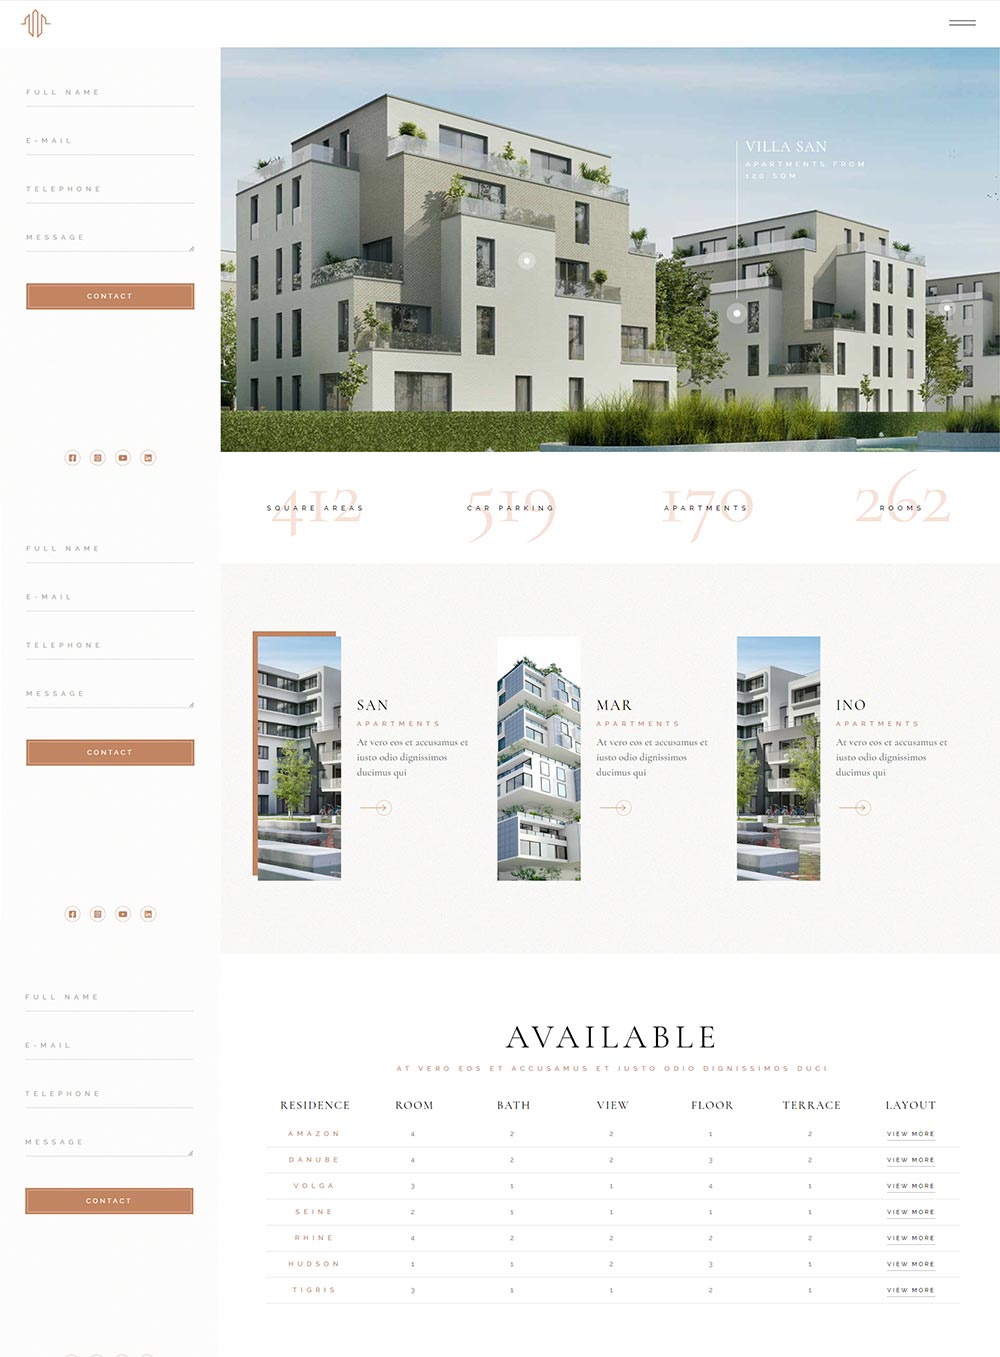 FULL NAME
E-MAIL
TELEPHONE
MESSAGE
CONTACT
VILLA SAN
APARTMENTS FROM
120 SQM
412
SQUARE AREAS
519
CAR PARKING
170
APARTMENTS
262
ROOMS
FULL NAME
E-MAIL
TELEPHONE
MESSAGE
CONTACT
SAN
APARTMENTS
At vero eos et accusamus et
iusto odio dignissimos
ducimus qui
MAR
APARTMENTS
At vero eos et accusamus et
iusto odio dignissimos
ducimus qui
INO
APARTMENTS
At vero eos et accusamus et
iusto odio dignissimos
ducimus qui
FULL NAME
E-MAIL
TELEPHONE
MESSAGE
CONTACT
AVAILABLE
AT VERO EOS ET ACCUSAMUS ET IUSTO ODIO DIGNISSIMOS DUCI
RESIDENCE ROOM BATH VIEW FLOOR TERRACE LAYOUT
AMAZON 4 2 2 1 2 VIEW MORE
DANUBE 4 2 2 3 2 VIEW MORE
VOLGA 3 1 1 4 1 VIEW MORE
SEINE 2 1 1 1 1 VIEW MORE
RHINE 4 2 2 2 2 VIEW MORE
HUDSON 1 1 2 3 1 VIEW MORE
TIGRIS 3 1 1 2 1 VIEW MORE